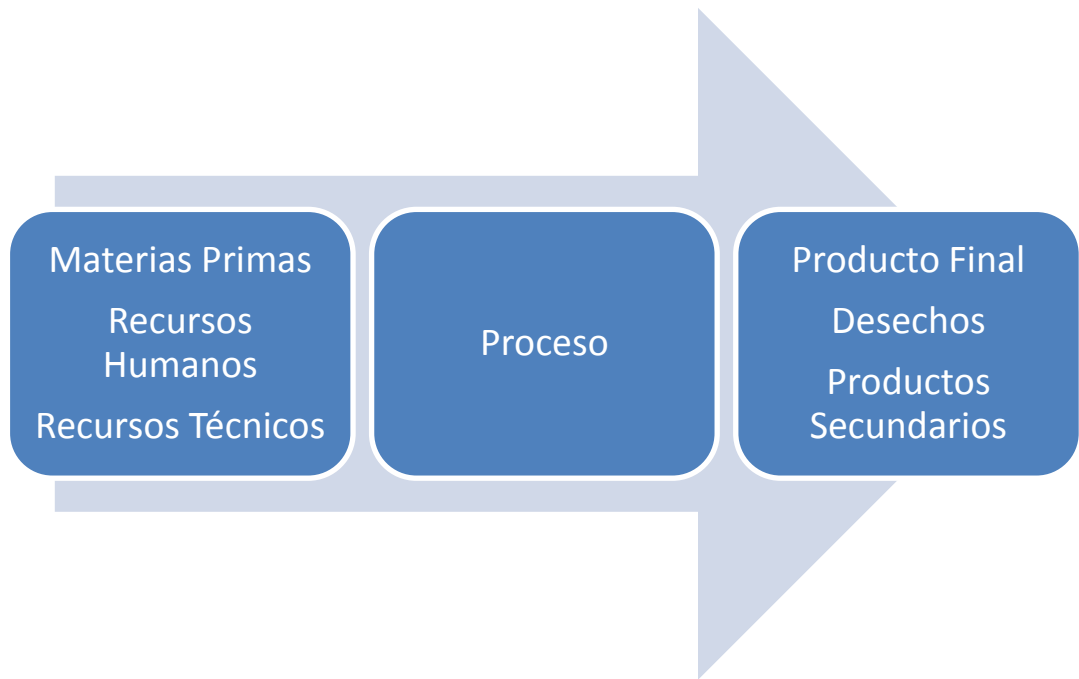 Materias Primas
Recursos
Humanos
Recursos Técnicos
Proceso
Producto Final
Desechos
Productos
Secundarios